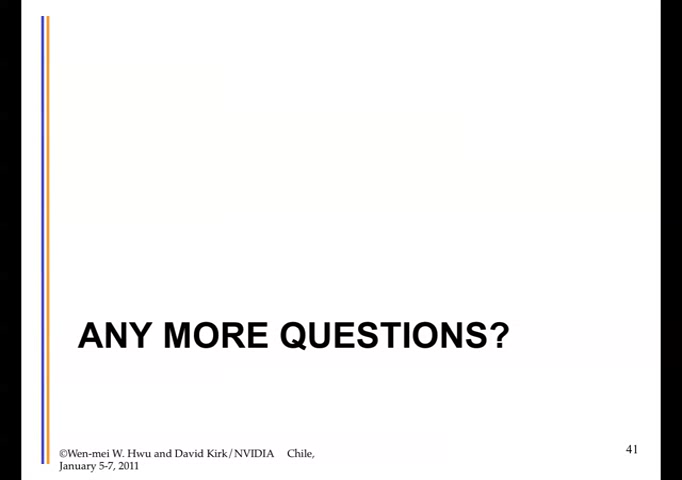 ANY MORE QUESTIONS?
©Wen-mei W. Hwu and David Kirk/NVIDIA Chile,
January 5-7, 2011
41